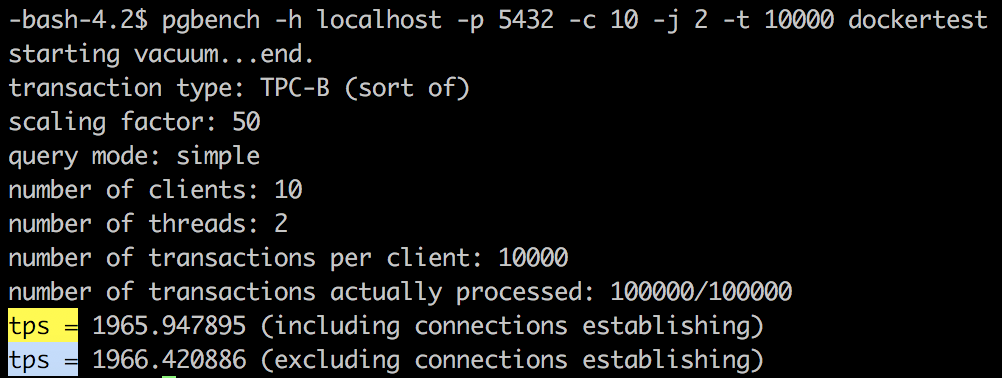 -bash-4.2$ pgbench -h localhost -p 5432 -c 10 -j 2 -t 10000 dockertest
starting vacuum...end.
transaction type: TPC-B (sort of)
scaling factor: 50
query mode: simple
number of clients: 10
number of threads: 2
number of transactions per client: 10000
number of transactions actually processed: 100000/100000
tps = 1965.947895 (including connections establishing)
tps = 1966.420886 (excluding connections establishing)